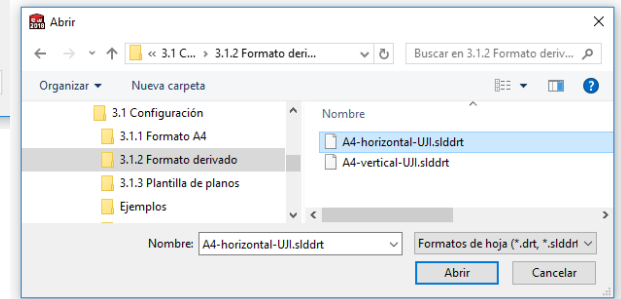 SW
2018
Abrir
« 3.1 C... > 3.1.2 Formato deri...
Buscar en 3.1.2 Formato deriv...
Organizar
Nueva carpeta
?
3.1 Configuración
3.1.1 Formato A4
3.1.2 Formato derivado
3.1.3 Plantilla de planos
Ejemplos
Nombre
A4-horizontal-UJI.slddrt
A4-vertical-UJI.slddrt
Nombre: A4-horizontal-UJI.slddrt
Formatos de hoja (*.drt, *.slddrt
Abrir
Cancelar